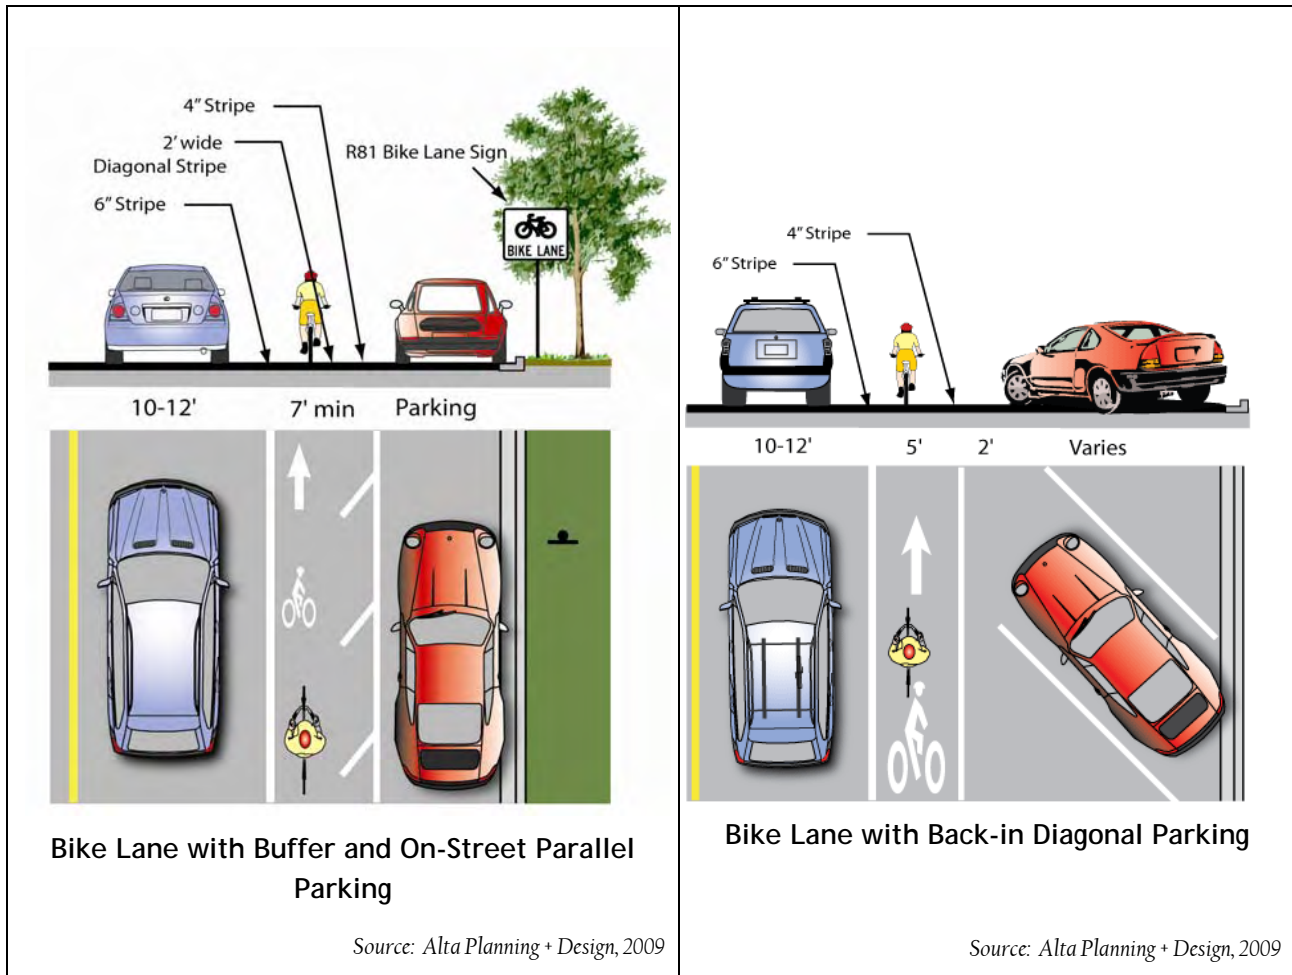 4” Stripe
2’ wide
Diagonal Stripe
6” Stripe
R81 Bike Lane Sign
BIKE LANE
10-12'
7' min
Parking
Bike Lane with Buffer and On-Street Parallel
Parking
Source: Alta Planning + Design, 2009
4” Stripe
6” Stripe
10-12'
5'
2'
Varies
Bike Lane with Back-in Diagonal Parking
Source: Alta Planning + Design, 2009